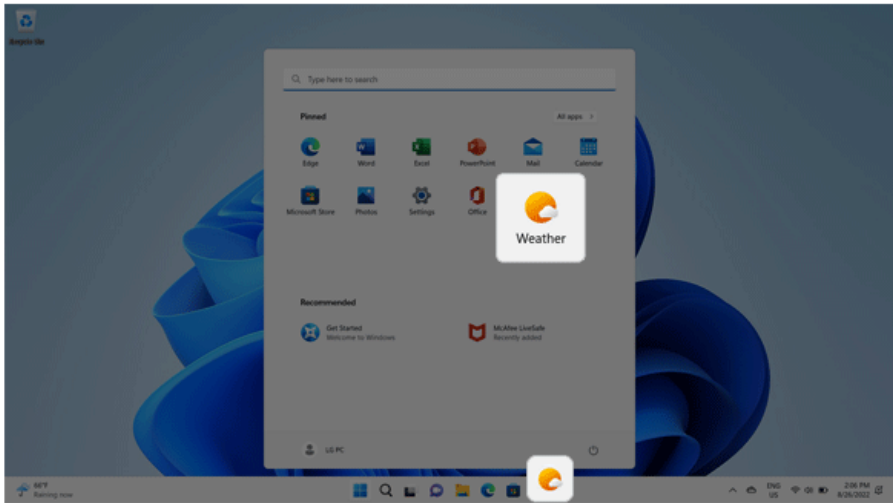 Recycle Bin
Type here to search
Pinned
All apps >
Edge
Word
Excel
PowerPoint
Mail
Calendar
Microsoft Store
Photos
Settings
Office
Weather
Recommended
Get Started
Welcome to Windows
McAfee LiveSafe
Recently added
LG PC
Raining now
ENG
US
2:06 PM
8/26/2022